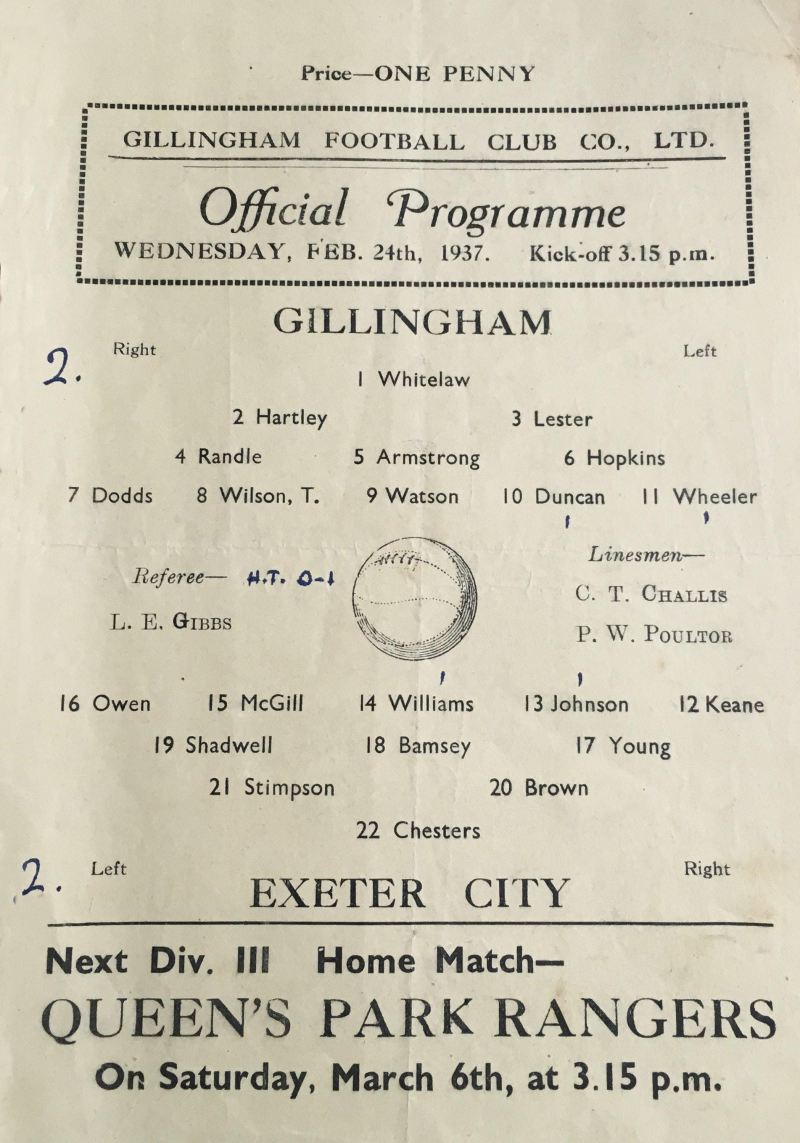 Price—ONE PENNY
GILLINGHAM FOOTBALL CLUB CO., LTD.
Official Programme
WEDNESDAY, FEB. 24th, 1937. Kick-off 3.15 p.m.
GILLINGHAM
2. Right Left
1 Whitelaw
2 Hartley 3 Lester
4 Randle 5 Armstrong 6 Hopkins
7 Dodds 8 Wilson, T. 9 Watson 10 Duncan 11 Wheeler
Linesmen—
Referee— H.T. 0-1
C. T. CHALLIS
L. E. GIBBS
P. W. POULTOR
16 Owen 15 McGill 14 Williams 13 Johnson 12 Keane
19 Shadwell 18 Bamsey 17 Young
21 Stimpson 20 Brown
22 Chesters
2. Left Right
EXETER CITY
Next Div. III Home Match—
QUEEN'S PARK RANGERS
On Saturday, March 6th, at 3.15 p.m.